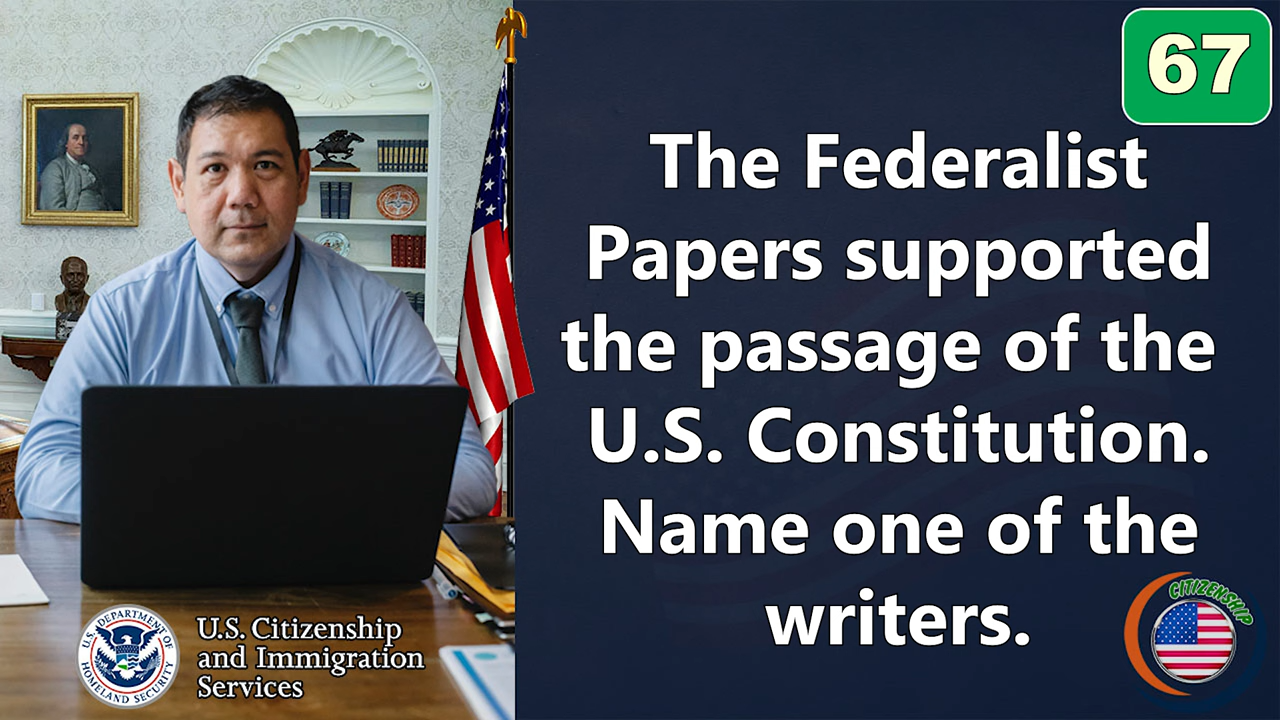 67
The Federalist
Papers supported
the passage of the
U.S. Constitution.
Name one of the
writers.
U.S. DEPARTMENT OF
HOMELAND SECURITY
U.S. Citizenship
and Immigration
Services
CITIZENSHIP